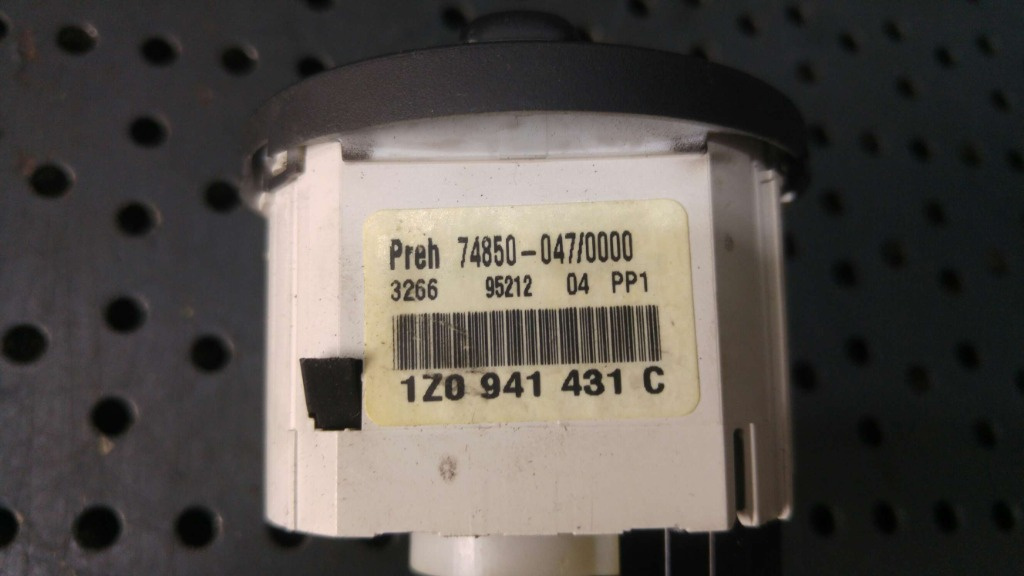 Preh 74850-047/0000
3266 95212 04 PP1
1Z0 941 431 C